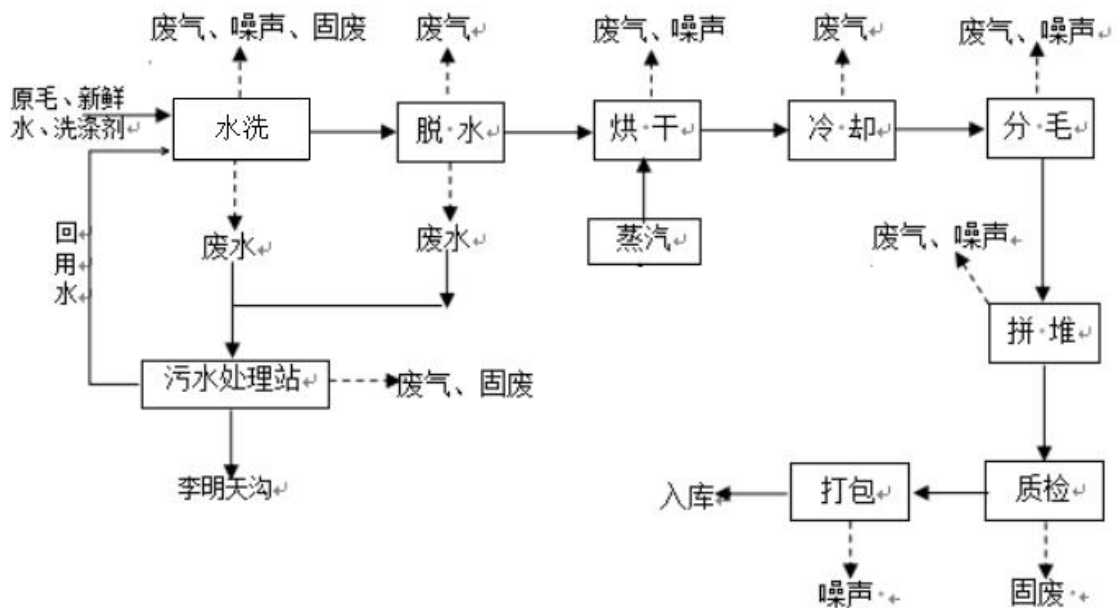 废气、噪声、固废
废气
废气、噪声
废气
废气、噪声
原毛、新鲜
水、洗涤剂
水洗
脱·水
烘·干
冷·却
分·毛
回
用
水
废水
废水
蒸汽
废气、噪声
拼·堆
污水处理站
废气、固废
李明天沟
入库
打包
质检
噪声·
固废·